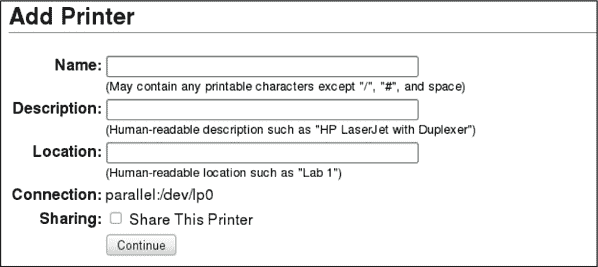 Add Printer
Name:
(May contain any printable characters except "/", "#", and space)
Description:
(Human-readable description such as "HP LaserJet with Duplexer")
Location:
(Human-readable location such as "Lab 1")
Connection: parallel:/dev/lp0
Sharing: Share This Printer
Continue